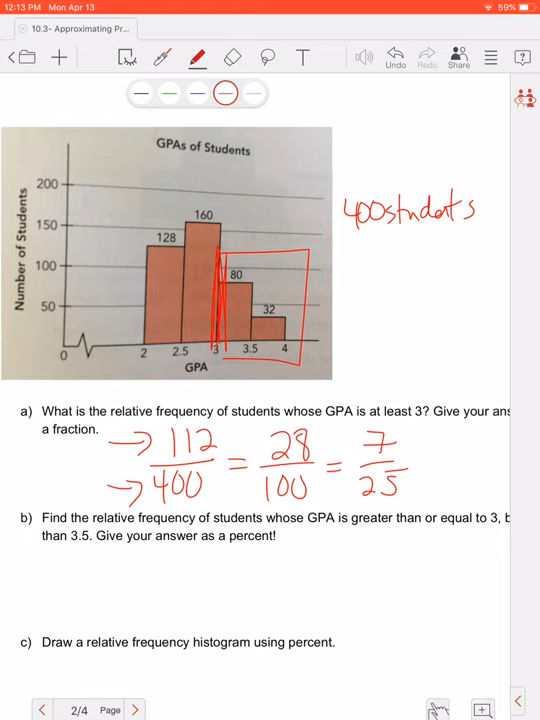 12:13 PM Mon Apr 13
59%
10.3- Approximating Pr...
T
Undo
Redo
Share
?
GPAs of Students
Number of Students
200
150
100
50
0
128
160
80
32
2
2.5
3
3.5
4
GPA
400 students
a) What is the relative frequency of students whose GPA is at least 3? Give your ans
a fraction.
→ 112 = 28 = 7
→ 400 100 25
b) Find the relative frequency of students whose GPA is greater than or equal to 3, b
than 3.5. Give your answer as a percent!
c) Draw a relative frequency histogram using percent.
2/4 Page